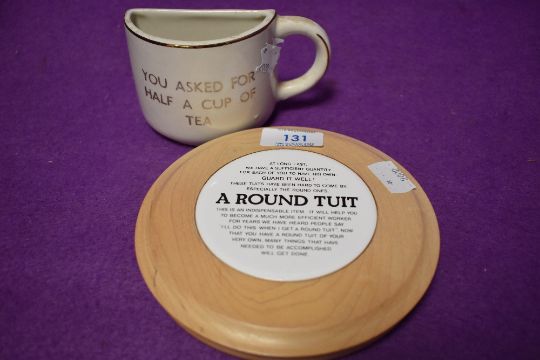 YOU ASKED FOR
HALF A CUP OF
TEA
131
AT LONG LAST,
WE HAVE A SUFFICIENT QUANTITY
FOR EACH OF YOU TO HAVE HIS OWN.
GUARD IT WELL!
THESE TUITS HAVE BEEN HARD TO COME BY,
ESPECIALLY THE ROUND ONES.
A ROUND TUIT
THIS IS AN INDISPENSABLE ITEM. IT WILL HELP YOU
TO BECOME A MUCH MORE EFFICIENT WORKER.
FOR YEARS WE HAVE HEARD PEOPLE SAY
"I'LL DO THIS WHEN I GET A ROUND TUIT." NOW
THAT YOU HAVE A ROUND TUIT OF YOUR
VERY OWN, MANY THINGS THAT HAVE
NEEDED TO BE ACCOMPLISHED
WILL GET DONE.